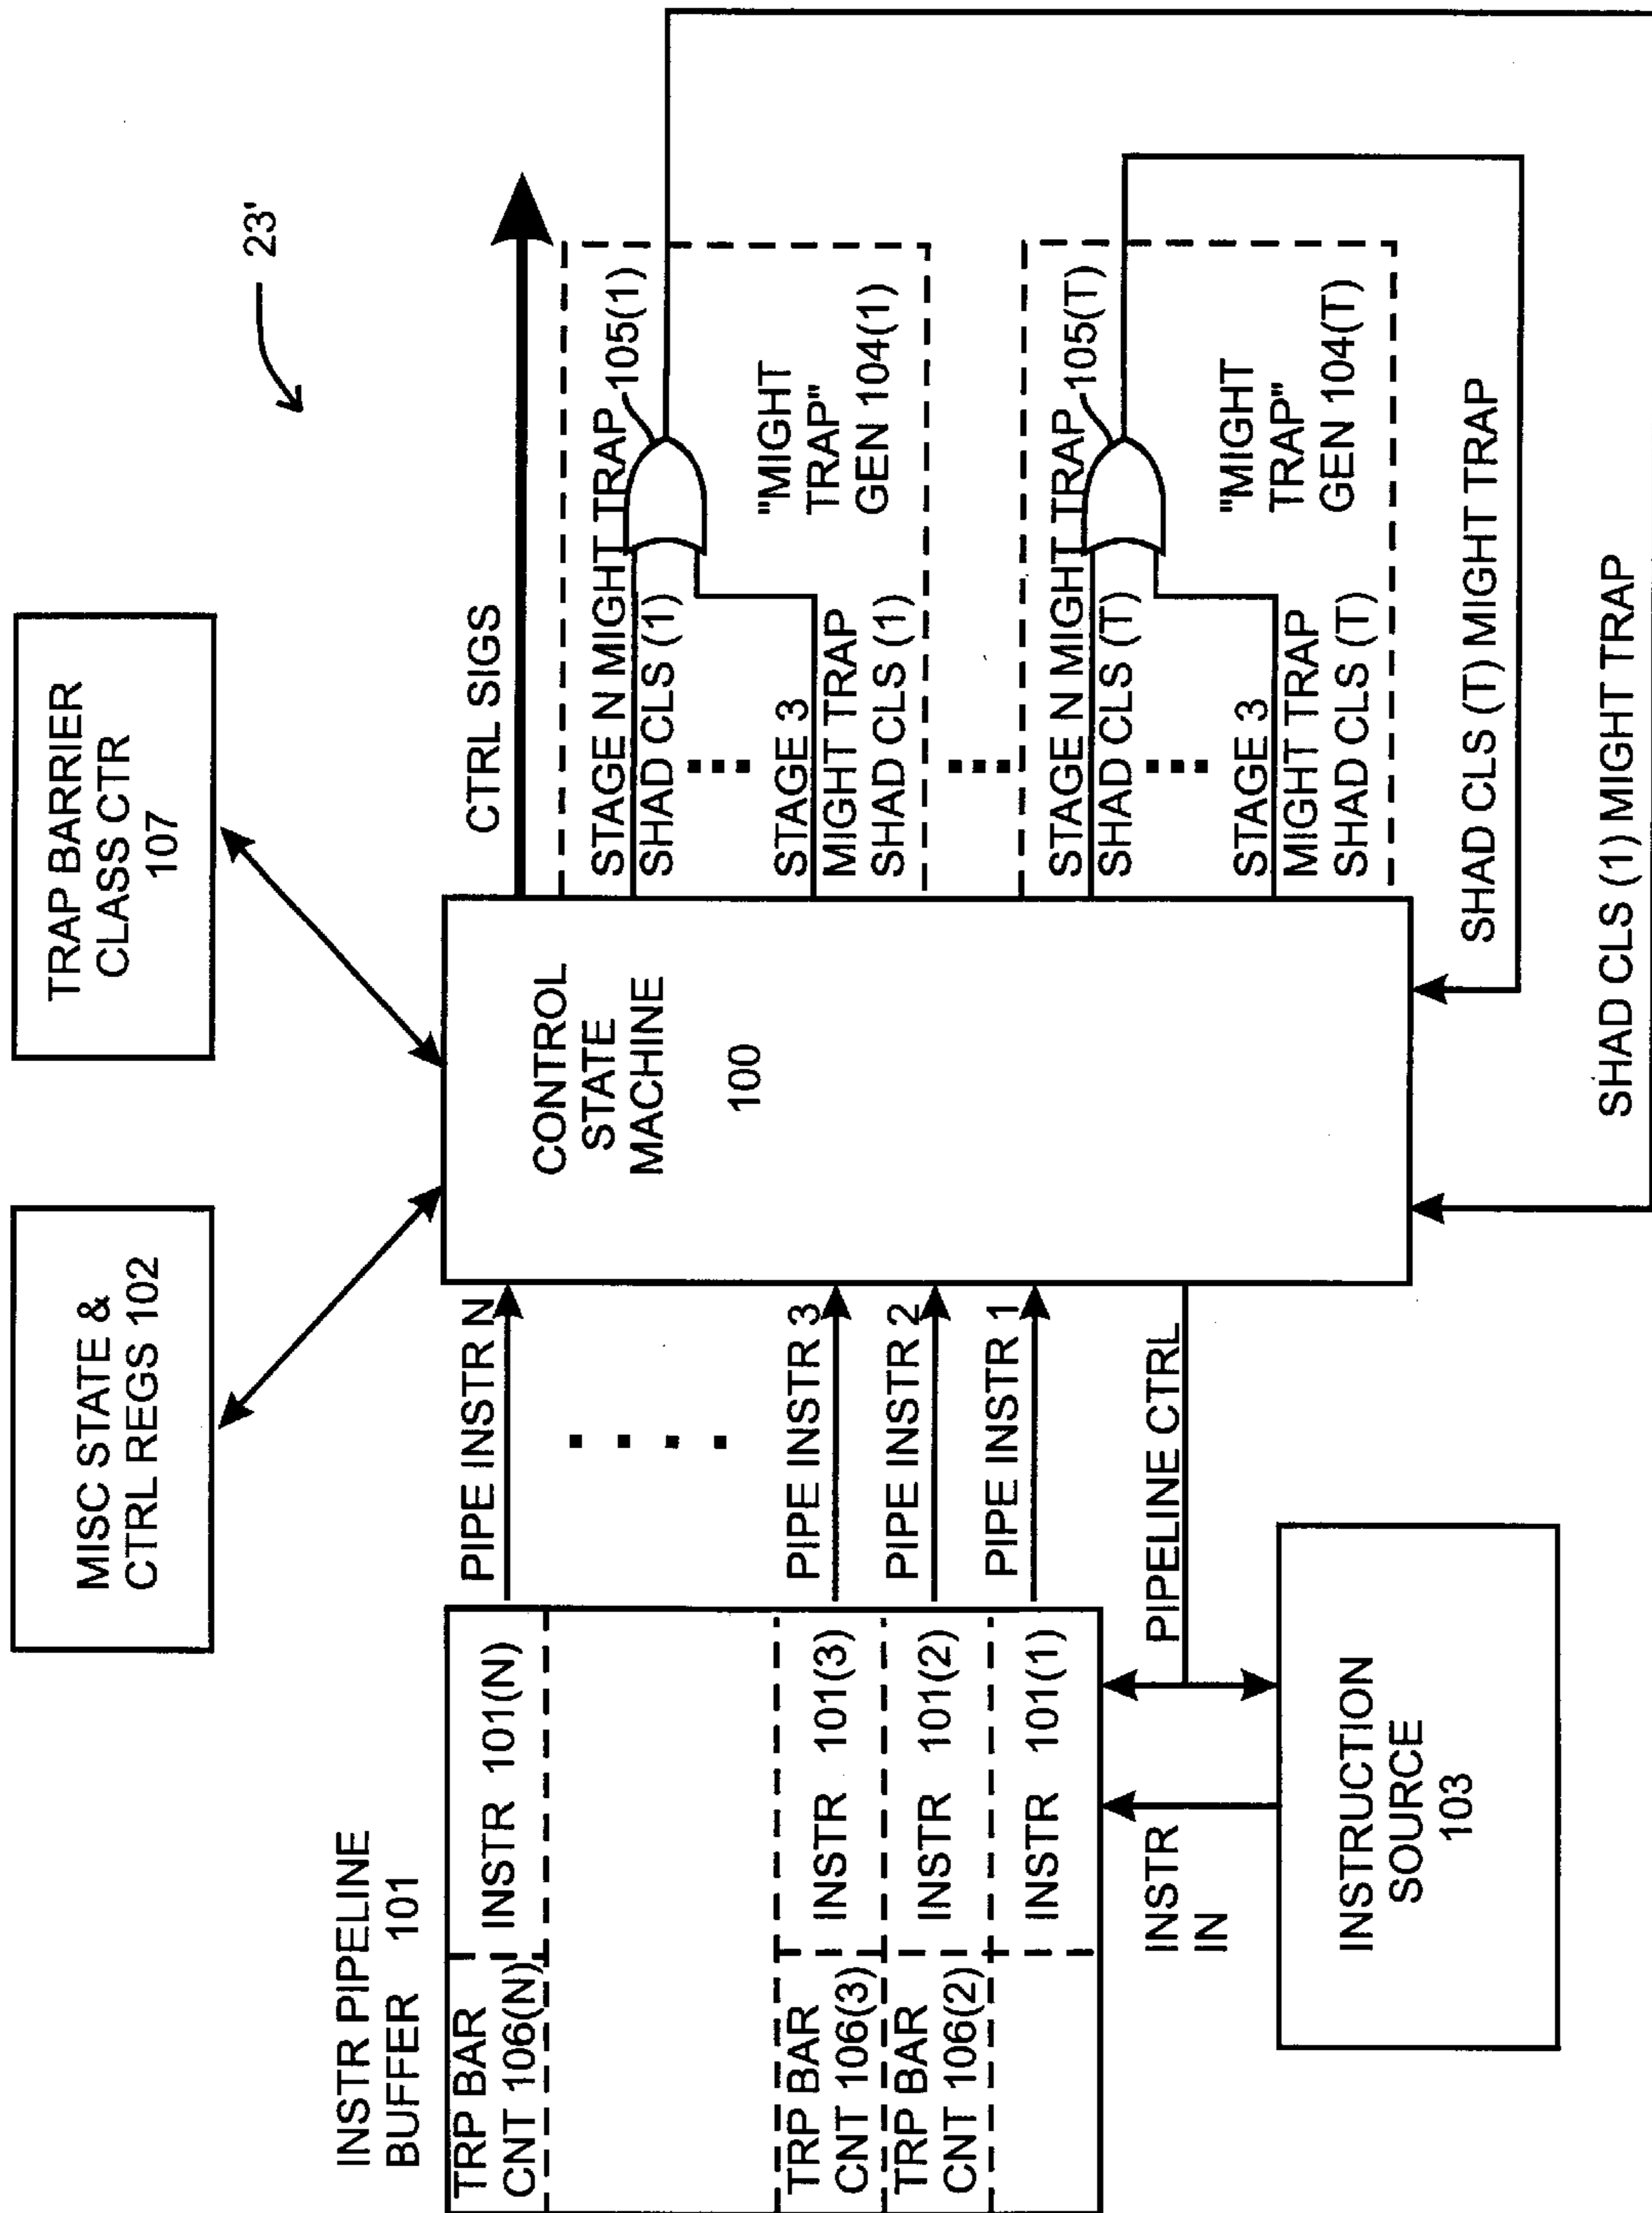 23'
MISC STATE &
CTRL REGS 102
TRAP BARRIER
CLASS CTR
107
INSTR PIPELINE
BUFFER 101
TRP BAR
CNT 106(N)
INSTR 101(N)
TRP BAR
CNT 106(3)
INSTR 101(3)
TRP BAR
CNT 106(2)
INSTR 101(2)
INSTR 101(1)
PIPE INSTR N
PIPE INSTR 3
PIPE INSTR 2
PIPE INSTR 1
PIPELINE CTRL
INSTR
IN
INSTRUCTION
SOURCE
103
CONTROL
STATE
MACHINE
100
CTRL SIGS
STAGE N MIGHT TRAP
SHAD CLS (1)
105(1)
STAGE 3
MIGHT TRAP
SHAD CLS (1)
"MIGHT
TRAP"
GEN 104(1)
STAGE N MIGHT TRAP
SHAD CLS (T)
105(T)
STAGE 3
MIGHT TRAP
SHAD CLS (T)
"MIGHT
TRAP"
GEN 104(T)
SHAD CLS (T) MIGHT TRAP
SHAD CLS (1) MIGHT TRAP